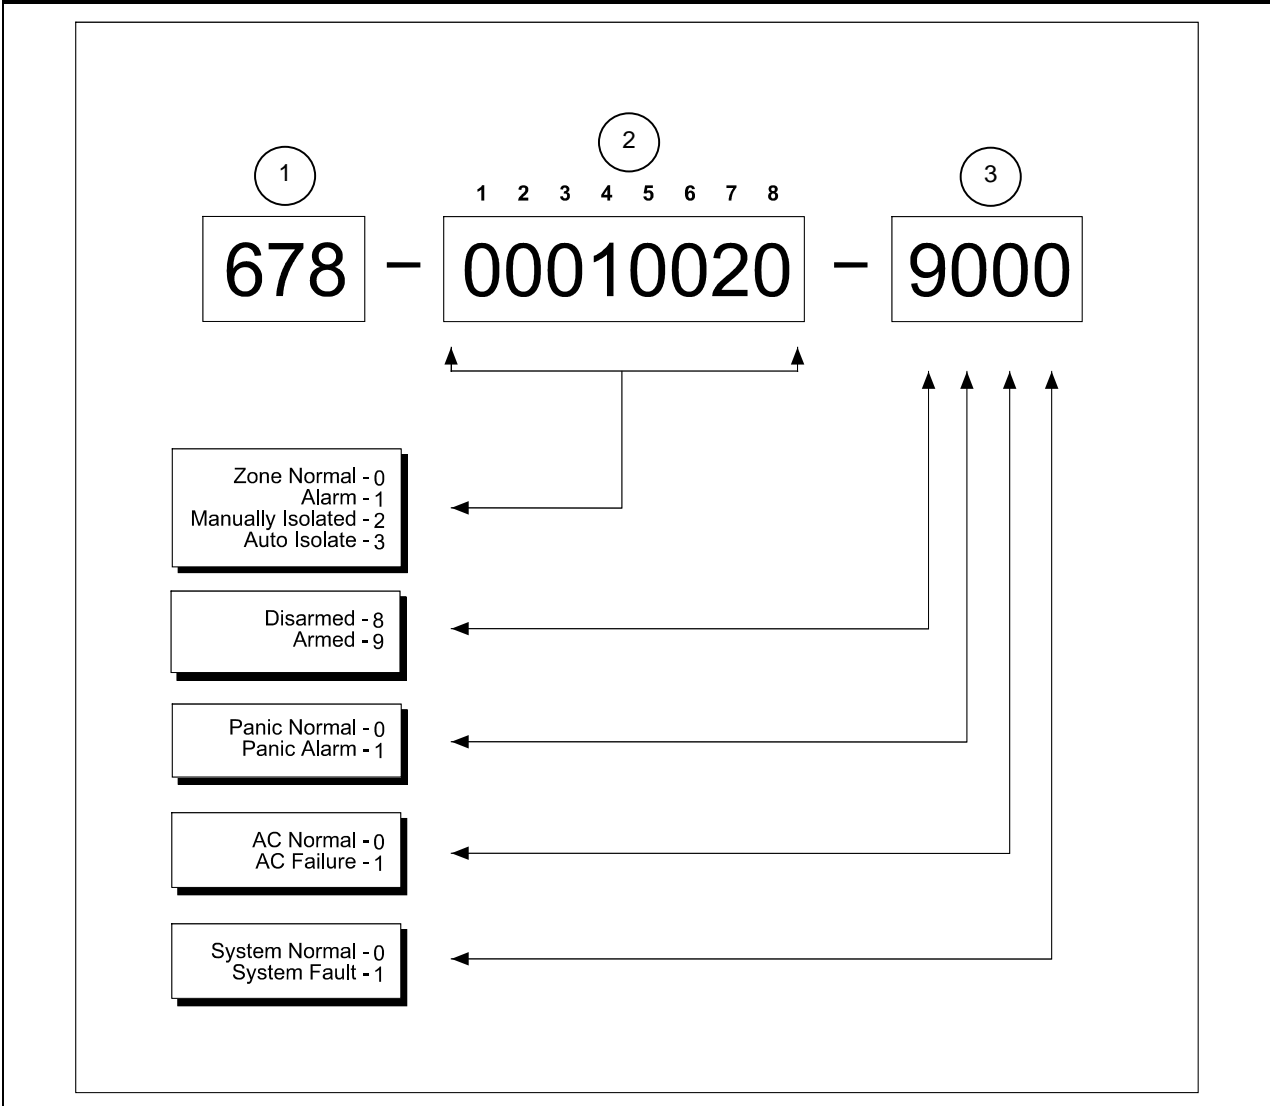 1
2
3
1 2 3 4 5 6 7 8
678 – 00010020 – 9000
Zone Normal - 0
Alarm - 1
Manually Isolated - 2
Auto Isolate - 3
Disarmed - 8
Armed - 9
Panic Normal - 0
Panic Alarm - 1
AC Normal - 0
AC Failure - 1
System Normal - 0
System Fault - 1